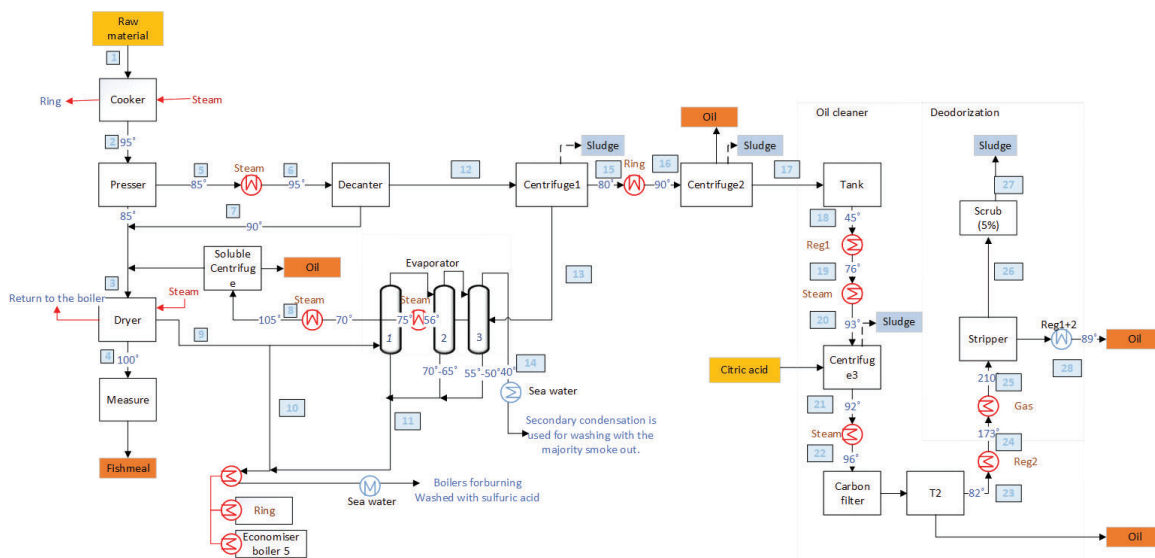 Raw
material
1
Cooker
Ring
Steam
2
95°
Presser
5
85°
Steam
6
95°
Decanter
12
Centrifuge1
Sludge
15
80°
Ring
16
90°
Centrifuge2
Oil
Sludge
17
Oil cleaner
Tank
Deodorization
Sludge
27
Scrub
(5%)
26
85°
7
90°
Soluble
Centrifug
e
Oil
Evaporator
13
18
45°
Reg1
19
76°
Steam
20
93°
Sludge
3
Steam
Return to the boiler
Dryer
105°
8
Steam
70°
75°
Steam
56°
1
2
3
9
4
100°
Measure
Fishmeal
70°-65°
55°-50°
40°
14
Sea water
Secondary condensation is
used for washing with the
majority smoke out.
10
11
Sea water
Boilers forburning
Washed with sulfuric acid
Ring
Economiser
boiler 5
Citric acid
Centrifug
e3
21
92°
Steam
22
96°
Carbon
filter
T2
82°
23
Reg2
24
173°
Gas
25
210°
Stripper
Reg1+2
89°
28
Oil
Oil